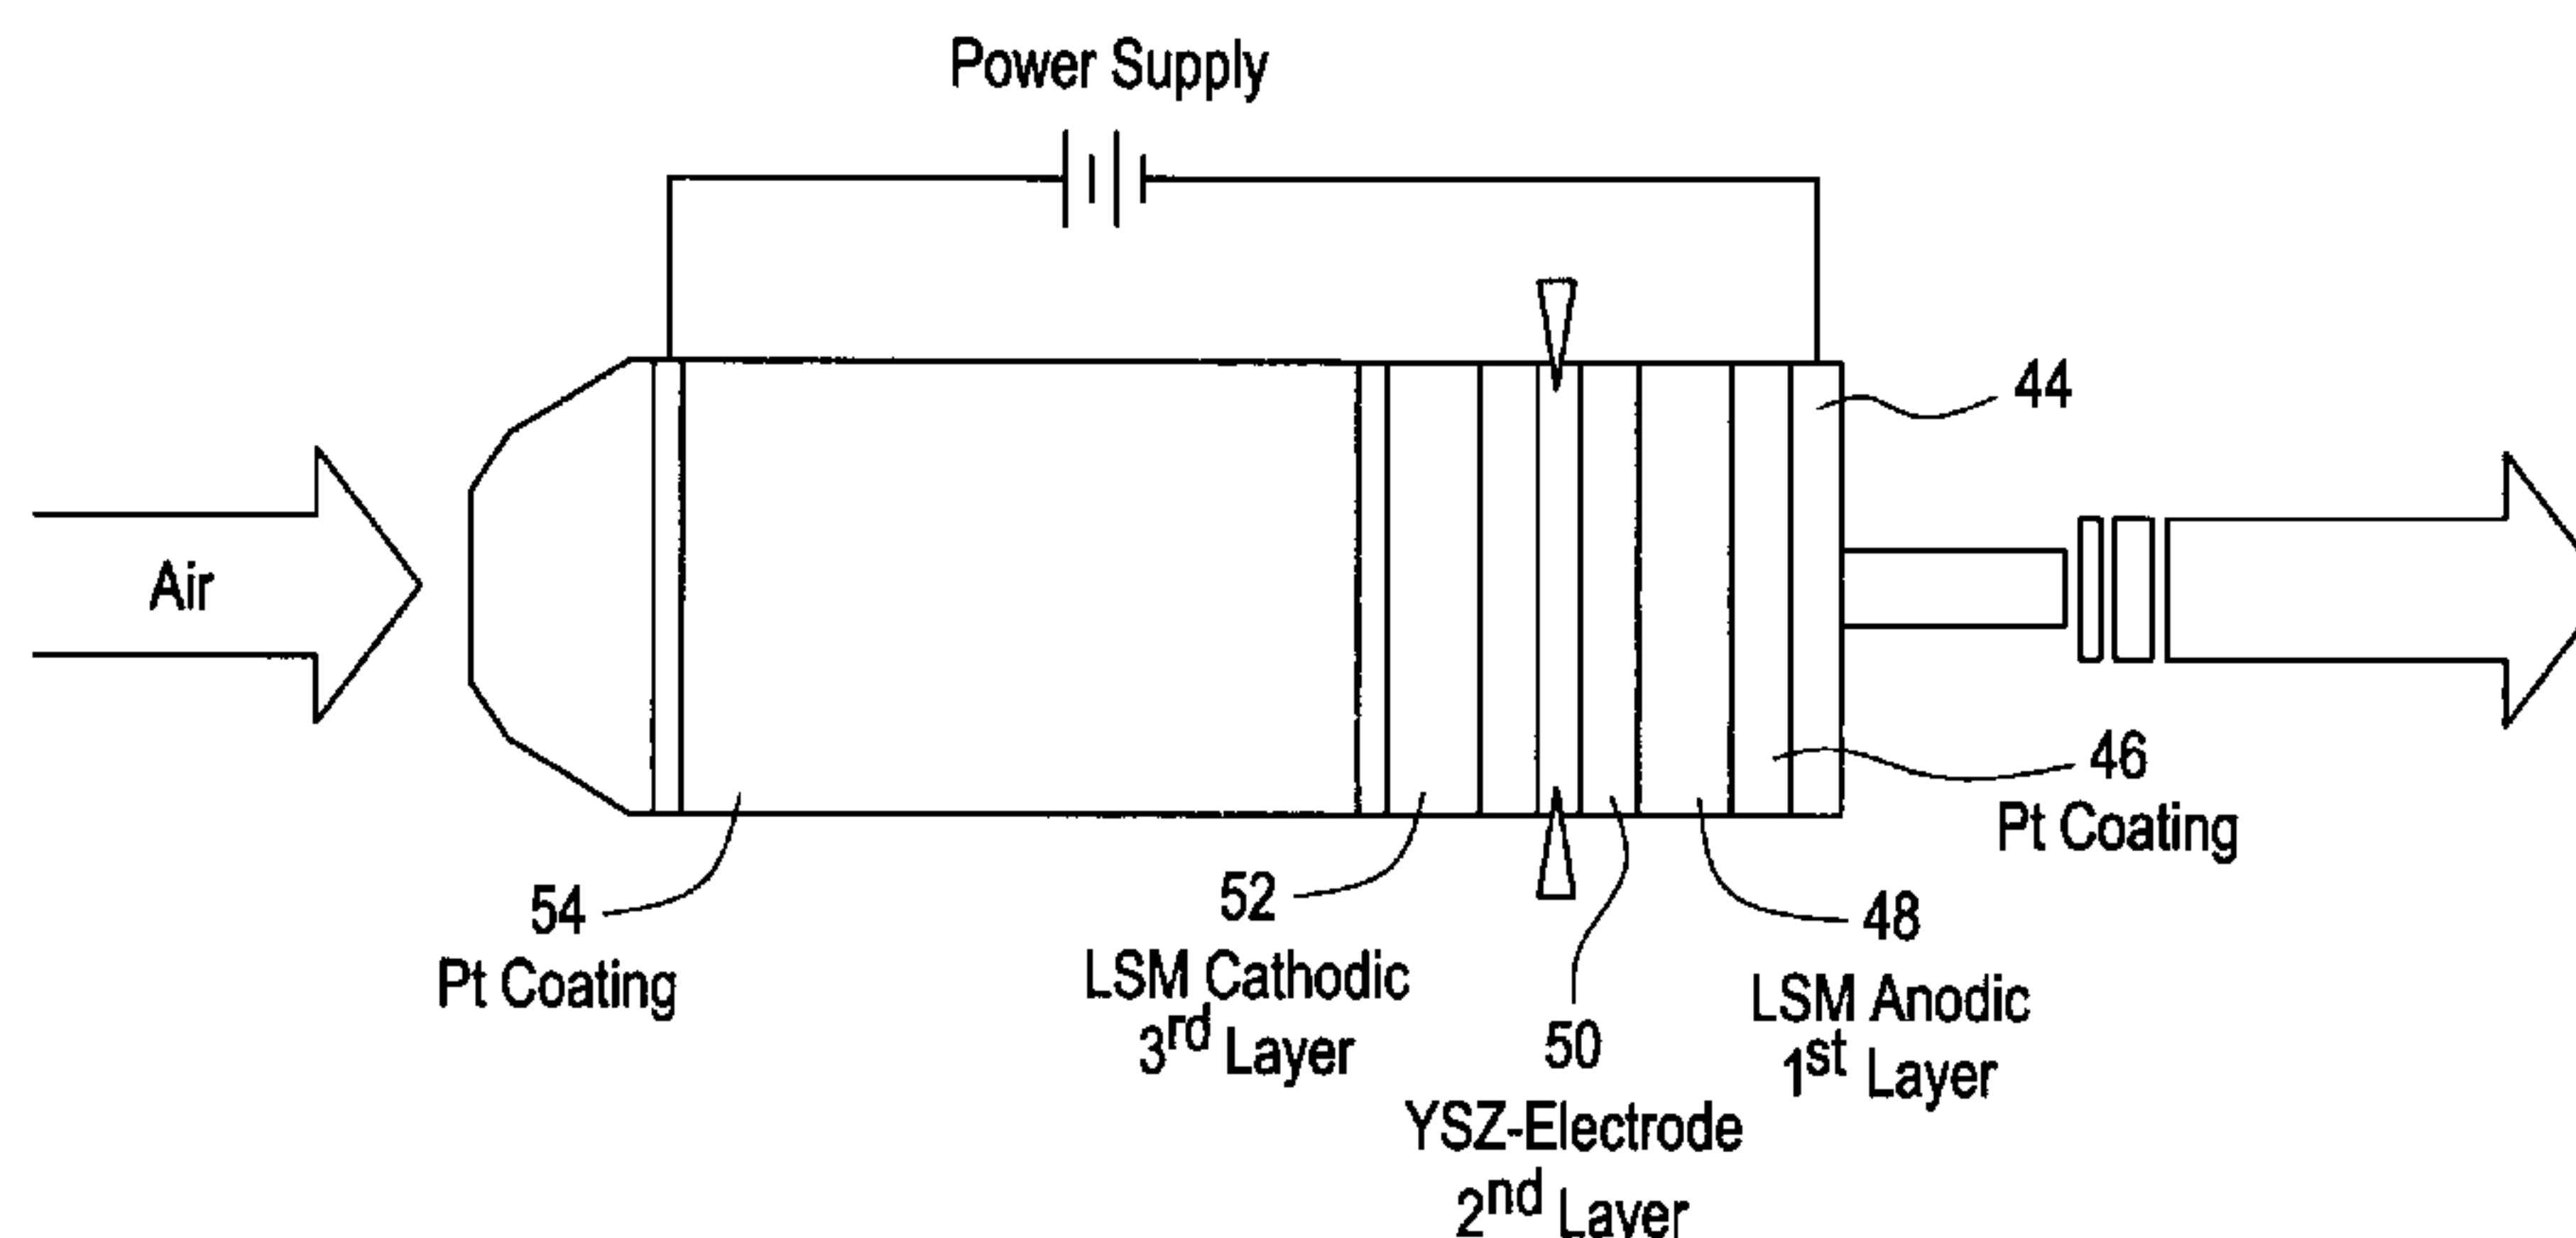 Power Supply
44
Air
46
Pt Coating
54
Pt Coating
52
LSM Cathodic
3rd Layer
48
LSM Anodic
1st Layer
50
YSZ-Electrode
2nd Layer